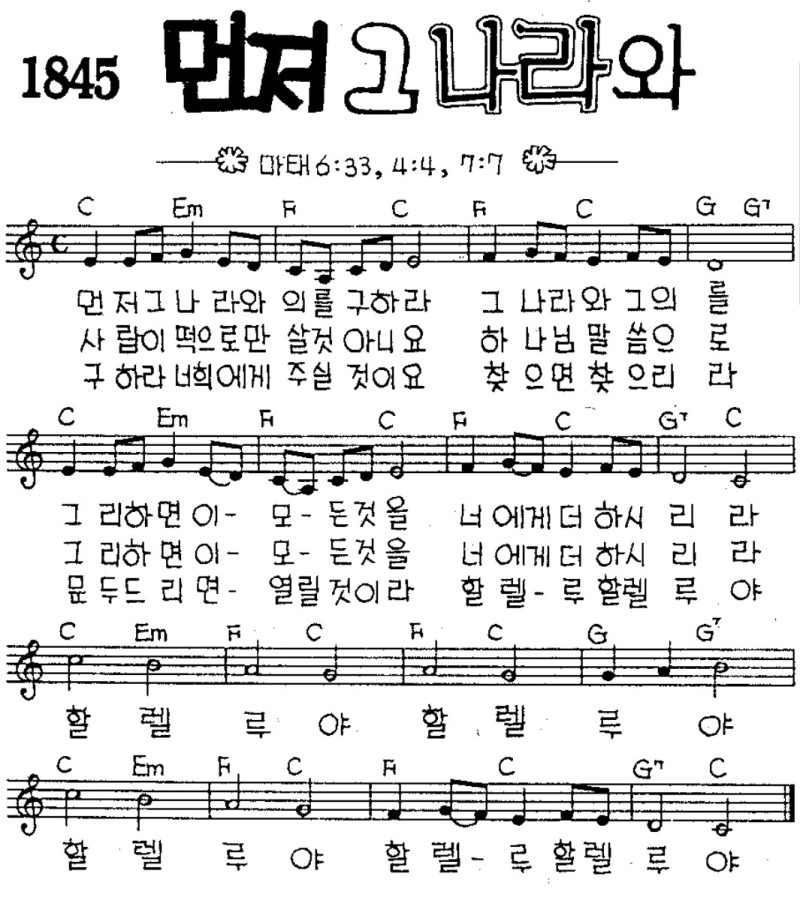 1845 먼저 그 나라와
마태 6:33, 4:4, 7:7
C Em F C F C G G7
먼 저그 나 라와 의를 구하라 그 나라와 그의 를
사 람이 떡으로만 살것 아니요 하 나님 말 씀으 로
구 하라 너희에게 주실 것이요 찾 으면 찾 으리 라
C Em F C F C G7 C
그 리하면 이- 모- 든것을 너 에게 더 하시 리 라
그 리하면 이- 모- 든것을 너 에게 더 하시 리 라
문 두드 리 면- 열릴 것이라 할 렐- 루 할렐 루 야
C Em F C F C G G7
할 렐 루 야 할 렐 루 야
C Em F C F C G7 C
할 렐 루 야 할 렐- 루 할렐 루 야